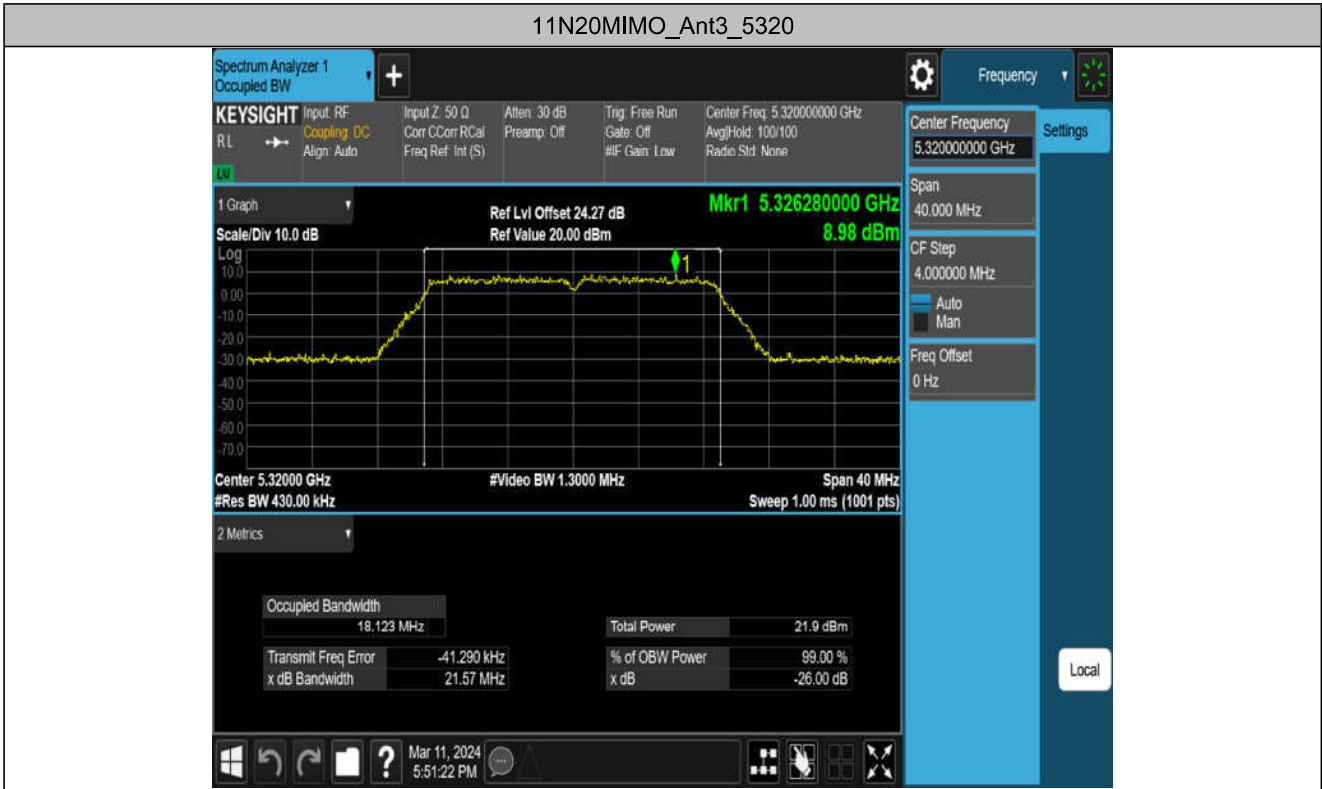 11N20MIMO_Ant3_5320
Spectrum Analyzer 1
Occupied BW
+
Frequency
KEYSIGHT
R L
LXI
Input: RF
Coupling: DC
Align: Auto
Input Z: 50 Ω
Corr CCorr RCal
Freq Ref: Int (S)
Atten: 30 dB
Preamp: Off
Trig: Free Run
Gate: Off
#IF Gain: Low
Center Freq: 5.320000000 GHz
Avg|Hold: 100/100
Radio Std: None
Center Frequency
5.320000000 GHz
Settings
Span
40.000 MHz
CF Step
4.000000 MHz
Auto
Man
Freq Offset
0 Hz
Local
1 Graph
Scale/Div 10.0 dB
Ref Lvl Offset 24.27 dB
Ref Value 20.00 dBm
Mkr1 5.326280000 GHz
8.98 dBm
Log
1
10.0
0.00
-10.0
-20.0
-30.0
-40.0
-50.0
-60.0
-70.0
Center 5.32000 GHz
#Video BW 1.3000 MHz
Span 40 MHz
#Res BW 430.00 kHz
Sweep 1.00 ms (1001 pts)
2 Metrics
Occupied Bandwidth
18.123 MHz
Total Power 21.9 dBm
Transmit Freq Error -41.290 kHz
% of OBW Power 99.00 %
x dB Bandwidth 21.57 MHz
x dB -26.00 dB
?
Mar 11, 2024
5:51:22 PM